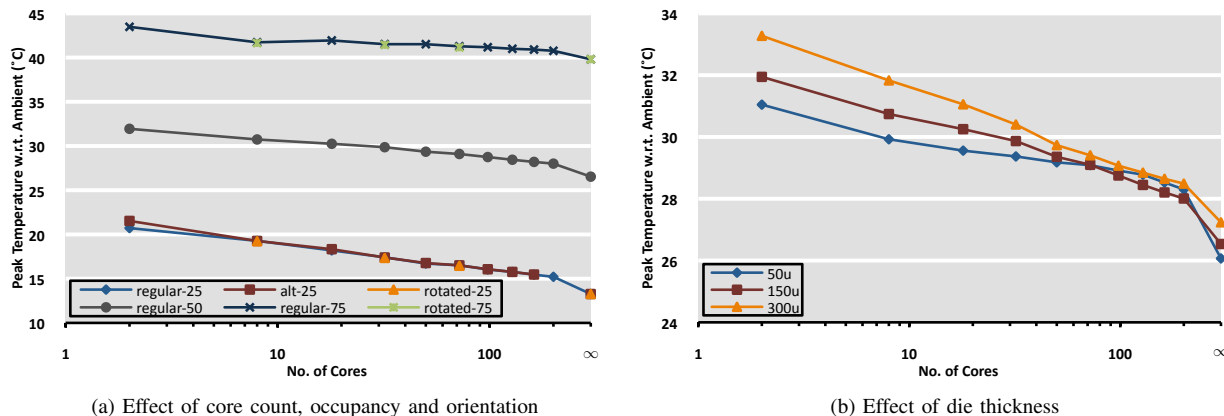 Peak Temperature w.r.t. Ambient (˚C)
45
40
35
30
25
20
15
10
regular-25 alt-25 rotated-25
regular-50 regular-75 rotated-75
1 10 100 ∞
No. of Cores
(a) Effect of core count, occupancy and orientation
Peak Temperature w.r.t. Ambient (˚C)
34
32
30
28
26
24
50u
150u
300u
1 10 100 ∞
No. of Cores
(b) Effect of die thickness